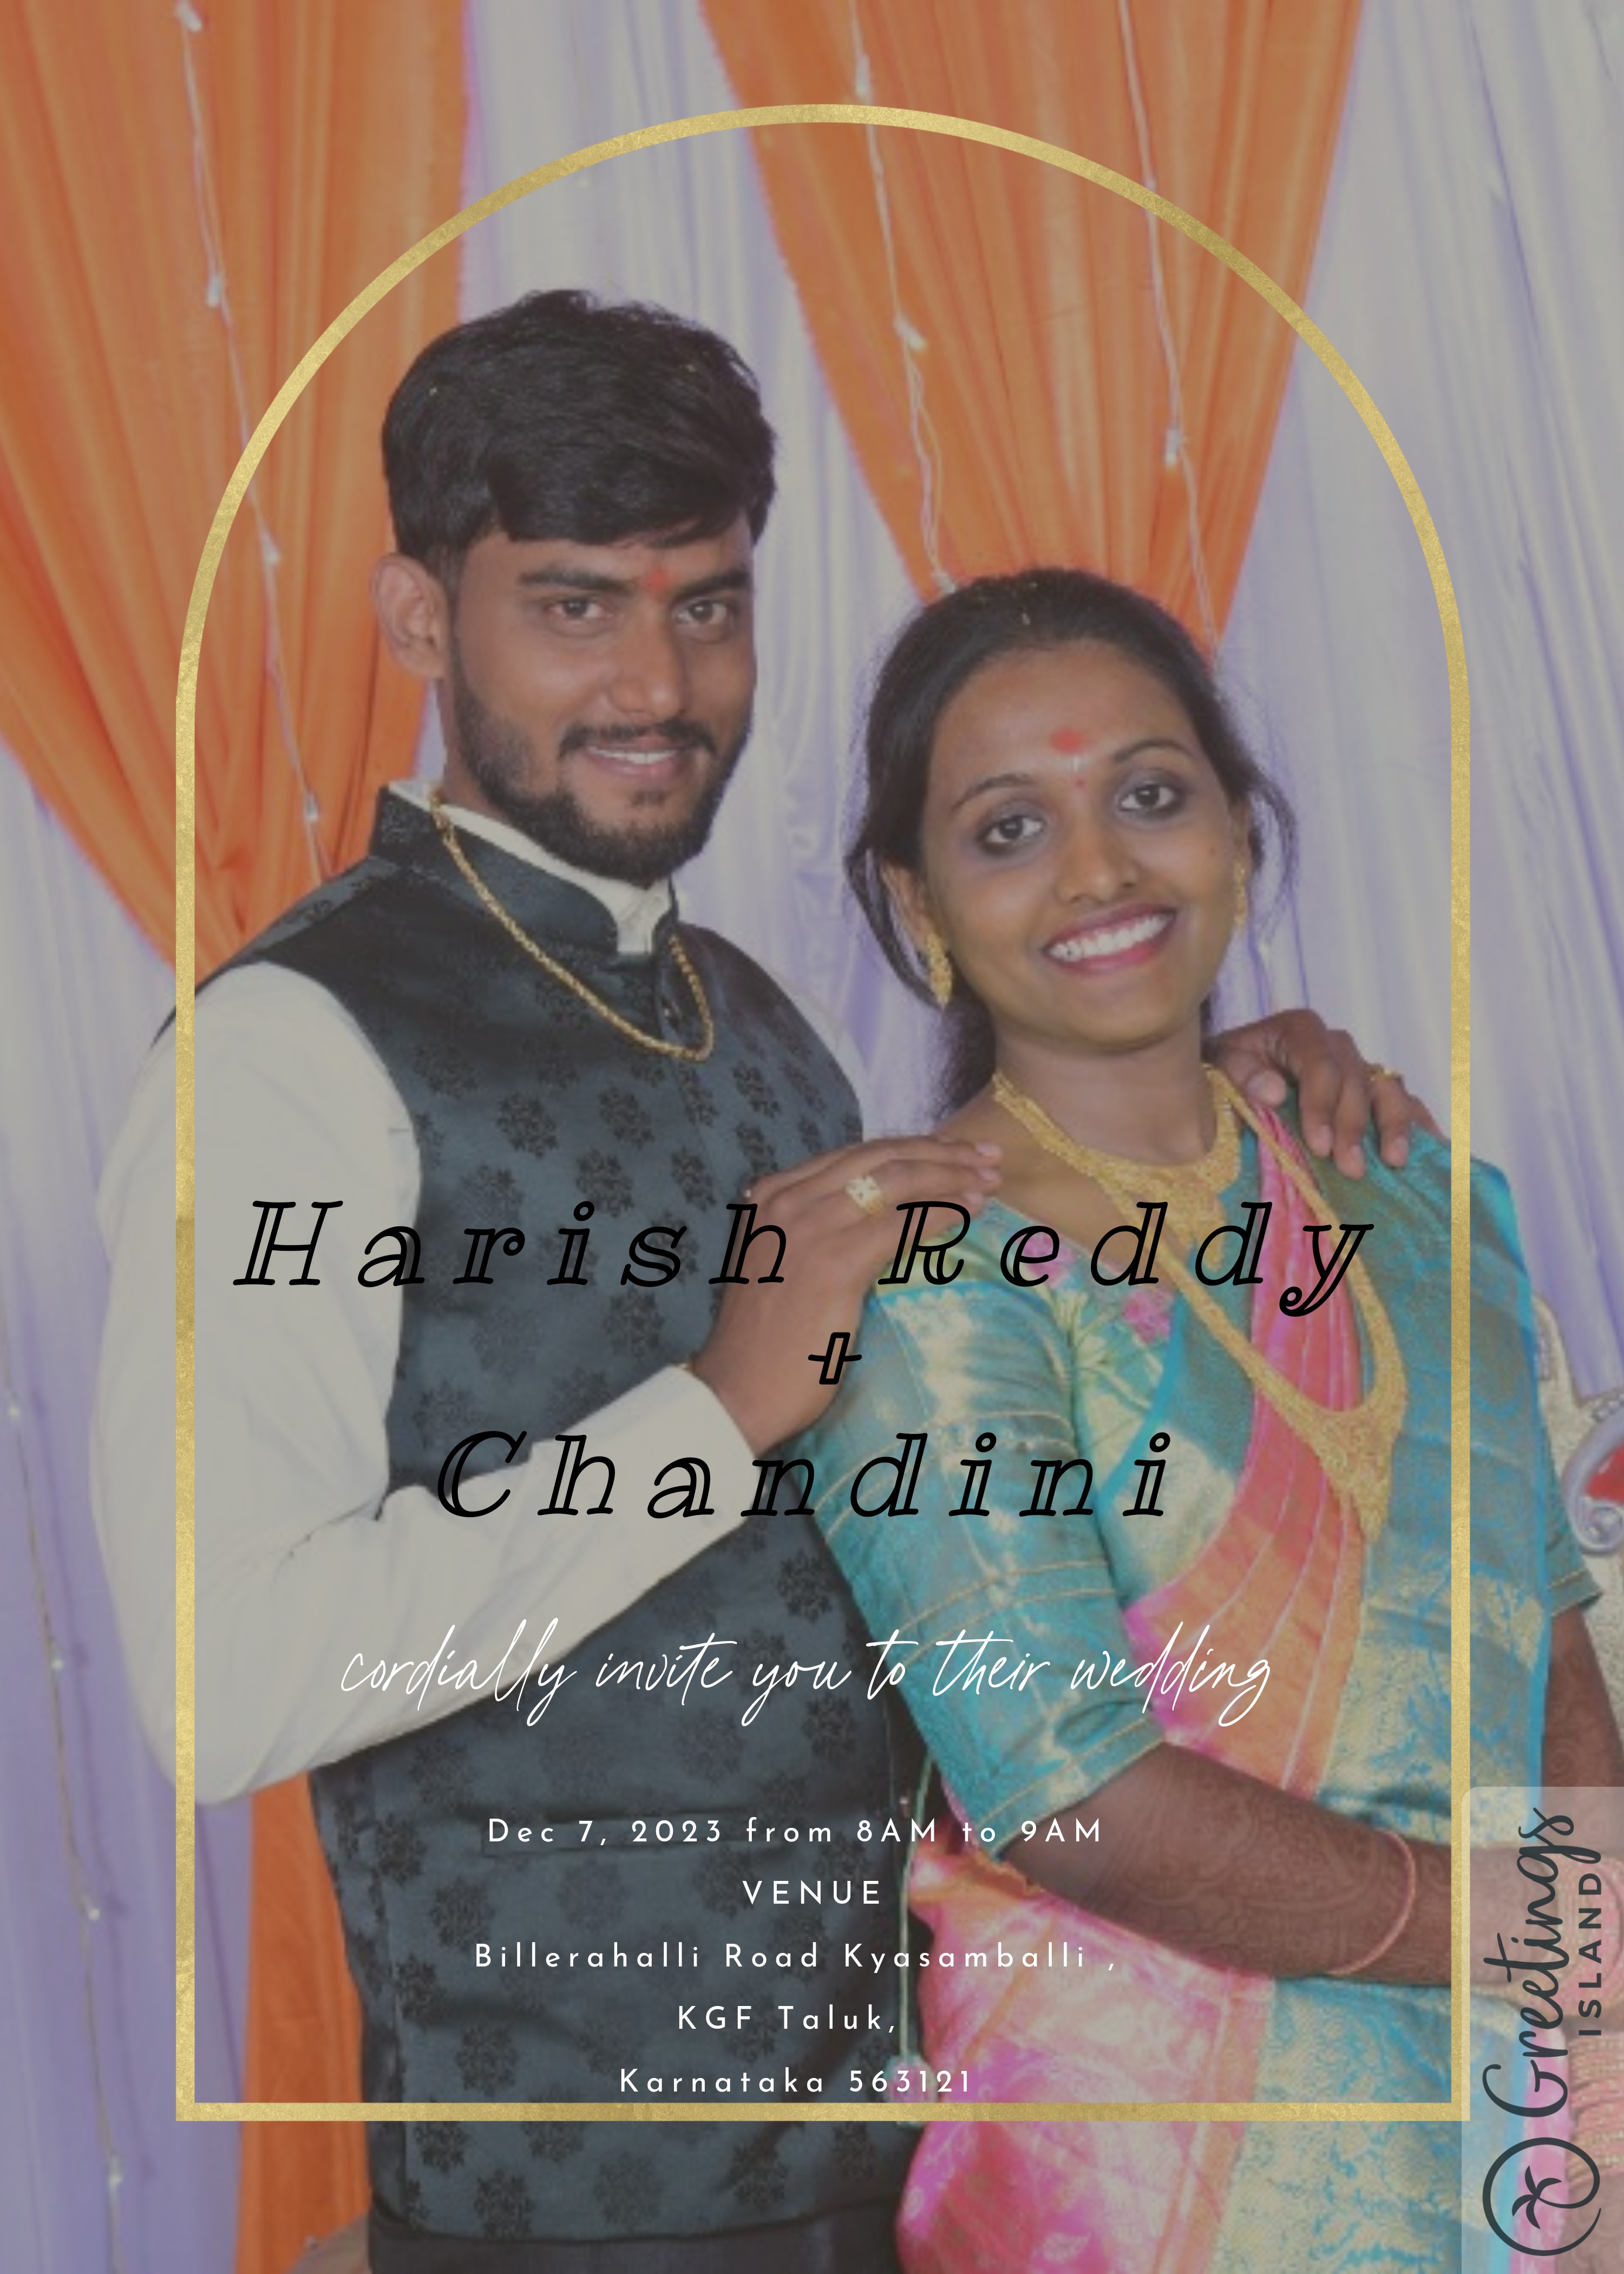 Harish Reddy
+
Chandini
cordially invite you to their wedding
Dec 7, 2023 from 8AM to 9AM
VENUE
Billerahalli Road Kyasamballi ,
KGF Taluk,
Karnataka 563121
Greetings
ISLAND